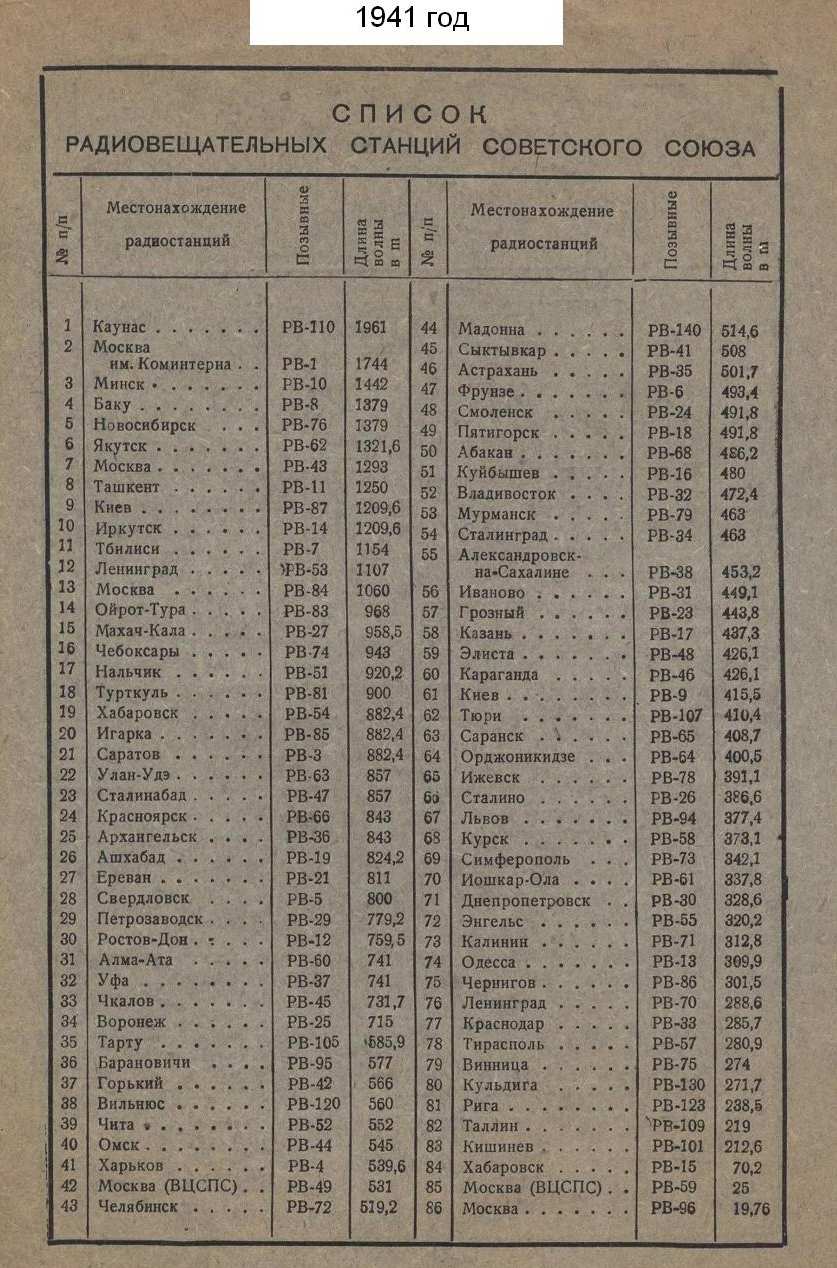 1941 год
СПИСОК
РАДИОВЕЩАТЕЛЬНЫХ СТАНЦИЙ СОВЕТСКОГО СОЮЗА
№ п/п Местонахождение радиостанций Позывные Длина волны в m
№ п/п Местонахождение радиостанций Позывные Длина волны в m
1 Каунас . . . . . . . РВ-110 1961
2 Москва
им. Коминтерна . . РВ-1 1744
3 Минск . . . . . . . РВ-10 1442
4 Баку . . . . . . . . РВ-8 1379
5 Новосибирск . . . РВ-76 1379
6 Якутск . . . . . . . РВ-62 1321,6
7 Москва . . . . . . . РВ-43 1293
8 Ташкент . . . . . . РВ-11 1250
9 Киев . . . . . . . . РВ-87 1209,6
10 Иркутск . . . . . . РВ-14 1209,6
11 Тбилиси . . . . . . РВ-7 1154
12 Ленинград . . . . . РВ-53 1107
13 Москва . . . . . . РВ-84 1060
14 Ойрот-Тура . . . . . РВ-83 968
15 Махач-Кала . . . . . РВ-27 958,5
16 Чебоксары . . . . . РВ-74 943
17 Нальчик . . . . . . РВ-51 920,2
18 Турткуль . . . . . . РВ-81 900
19 Хабаровск . . . . . РВ-54 882,4
20 Игарка . . . . . . . РВ-85 882,4
21 Саратов . . . . . . РВ-3 882,4
22 Улан-Удэ . . . . . . РВ-63 857
23 Сталинабад . . . . . РВ-47 857
24 Красноярск . . . . . РВ-66 843
25 Архангельск . . . . РВ-36 843
26 Ашхабад . . . . . . РВ-19 824,2
27 Ереван . . . . . . . РВ-21 811
28 Свердловск . . . . РВ-5 800
29 Петрозаводск . . . . РВ-29 779,2
30 Ростов-Дон . . . . . РВ-12 759,5
31 Алма-Ата . . . . . РВ-60 741
32 Уфа . . . . . . . . РВ-37 741
33 Чкалов . . . . . . . РВ-45 731,7
34 Воронеж . . . . . . РВ-25 715
35 Тарту . . . . . . . РВ-105 585,9
36 Барановичи . . . . РВ-95 577
37 Горький . . . . . . РВ-42 566
38 Вильнюс . . . . . . РВ-120 560
39 Чита . . . . . . . . РВ-52 552
40 Омск . . . . . . . . РВ-44 545
41 Харьков . . . . . . РВ-4 539,6
42 Москва (ВЦСПС) . . РВ-49 531
43 Челябинск . . . . . РВ-72 519,2
44 Мадонна . . . . . . РВ-140 514,6
45 Сыктывкар . . . . . РВ-41 508
46 Астрахань . . . . . РВ-35 501,7
47 Фрунзе . . . . . . . РВ-6 493,4
48 Смоленск . . . . . РВ-24 491,8
49 Пятигорск . . . . . РВ-18 491,8
50 Абакан . . . . . . . РВ-68 486,2
51 Куйбышев . . . . . РВ-16 480
52 Владивосток . . . . РВ-32 472,4
53 Мурманск . . . . . РВ-79 463
54 Сталинград . . . . . РВ-34 463
55 Александровск-
на-Сахалине . . . РВ-38 453,2
56 Иваново . . . . . . РВ-31 449,1
57 Грозный . . . . . . РВ-23 443,8
58 Казань . . . . . . . РВ-17 437,3
59 Элиста . . . . . . . РВ-48 426,1
60 Караганда . . . . . РВ-46 426,1
61 Киев . . . . . . . . РВ-9 415,5
62 Тюри . . . . . . . РВ-107 410,4
63 Саранск . . . . . . РВ-65 408,7
64 Орджоникидзе . . . РВ-64 400,5
65 Ижевск . . . . . . РВ-78 391,1
66 Сталино . . . . . . РВ-26 386,6
67 Львов . . . . . . . РВ-94 377,4
68 Курск . . . . . . . РВ-58 373,1
69 Симферополь . . . РВ-73 342,1
70 Иошкар-Ола . . . . РВ-61 337,8
71 Днепропетровск . . РВ-30 328,6
72 Энгельс . . . . . . РВ-55 320,2
73 Калинин . . . . . . РВ-71 312,8
74 Одесса . . . . . . . РВ-13 309,9
75 Чернигов . . . . . . РВ-86 301,5
76 Ленинград . . . . . РВ-70 288,6
77 Краснодар . . . . . РВ-33 285,7
78 Тирасполь . . . . . РВ-57 280,9
79 Винница . . . . . . РВ-75 274
80 Кульдига . . . . . РВ-130 271,7
81 Рига . . . . . . . . РВ-123 238,5
82 Таллин . . . . . . . РВ-109 219
83 Кишинев . . . . . . РВ-101 212,6
84 Хабаровск . . . . . РВ-15 70,2
85 Москва (ВЦСПС) . . РВ-59 25
86 Москва . . . . . . . РВ-96 19,76